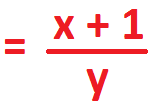 = x + 1
y